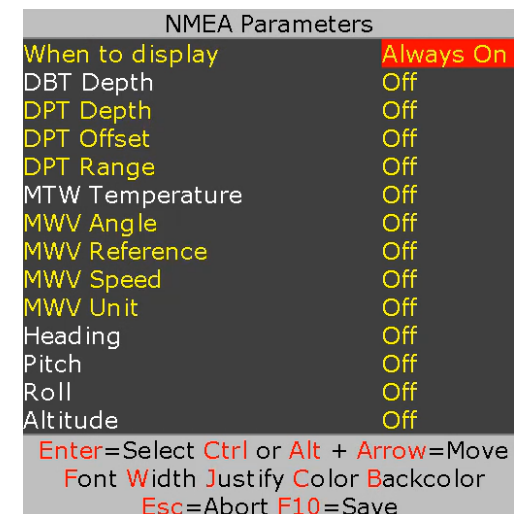 NMEA Parameters
When to display Always On
DBT Depth Off
DPT Depth Off
DPT Offset Off
DPT Range Off
MTW Temperature Off
MWV Angle Off
MWV Reference Off
MWV Speed Off
MWV Unit Off
Heading Off
Pitch Off
Roll Off
Altitude Off
Enter=Select Ctrl or Alt + Arrow=Move
Font Width Justify Color Backcolor
Esc=Abort F10=Save